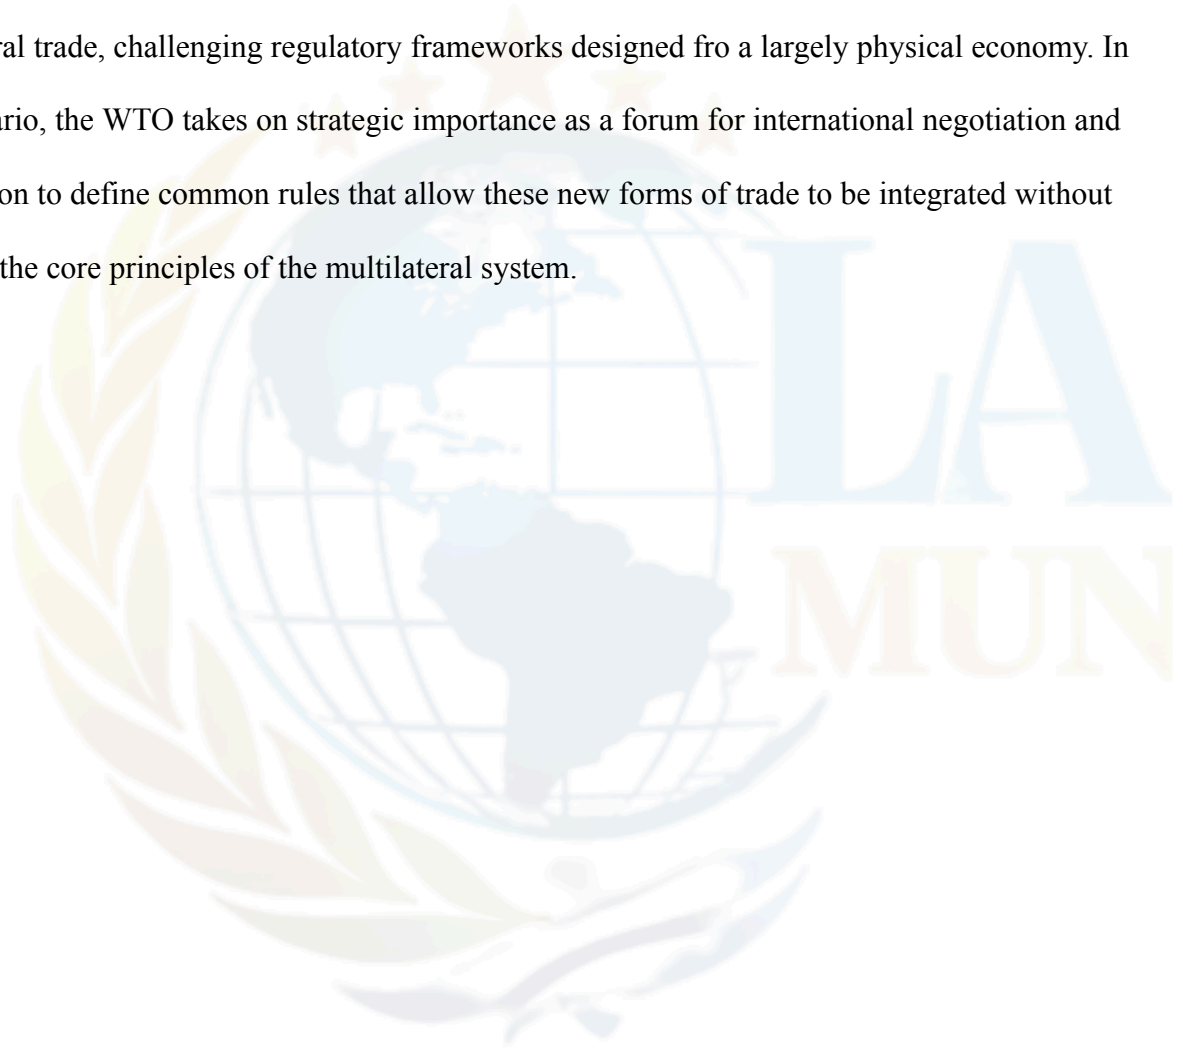 ral trade, challenging regulatory frameworks designed fro a largely physical economy. In
ario, the WTO takes on strategic importance as a forum for international negotiation and
on to define common rules that allow these new forms of trade to be integrated without
the core principles of the multilateral system.
LA
MUN